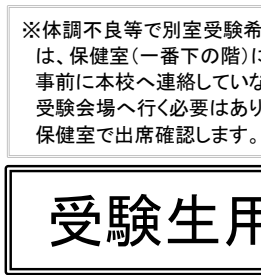 ※体調不良等で別室受験希
は、保健室（一番下の階）に
事前に本校へ連絡していな
受験会場へ行く必要はあり
保健室で出席確認します。
受験生用